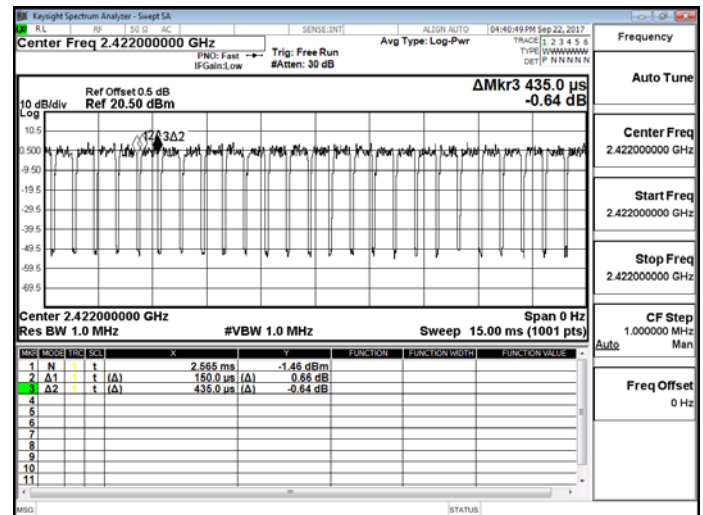 Keysight Spectrum Analyzer - Swept SA
RL RF 50 Ω AC SENSE:INT ALIGN AUTO 04:40:49 PM Sep 22, 2017
Center Freq 2.422000000 GHz
PNO: Fast
IFGain:Low
Trig: Free Run
#Atten: 30 dB
Avg Type: Log-Pwr
TRACE 1 2 3 4 5 6
TYPE WWWWWW
DET P N N N N N
Frequency
Ref Offset 0.5 dB
Ref 20.50 dBm
10 dB/div
Log
ΔMkr3 435.0 µs
-0.64 dB
10.5
0.500
-9.50
-19.5
-29.5
-39.5
-49.5
-59.5
-69.5
3Δ2
Center 2.422000000 GHz Span 0 Hz
Res BW 1.0 MHz #VBW 1.0 MHz Sweep 15.00 ms (1001 pts)
MKR MODE TRC SCL X Y FUNCTION FUNCTION WIDTH FUNCTION VALUE
1 N 1 t 2.565 ms -1.46 dBm
2 Δ1 1 t (Δ) 150.0 µs (Δ) 0.66 dB
3 Δ2 1 t (Δ) 435.0 µs (Δ) -0.64 dB
4
5
6
7
8
9
10
11
MSG STATUS
Auto Tune
Center Freq
2.422000000 GHz
Start Freq
2.422000000 GHz
Stop Freq
2.422000000 GHz
CF Step
1.000000 MHz
Auto Man
Freq Offset
0 Hz